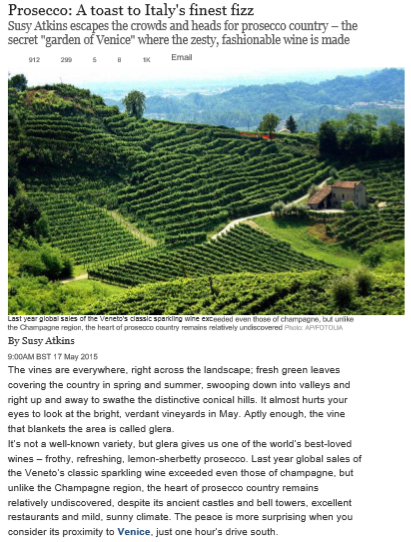 Prosecco: A toast to Italy's finest fizz
Susy Atkins escapes the crowds and heads for prosecco country – the
secret "garden of Venice" where the zesty, fashionable wine is made
912 299 5 8 1K Email
Last year global sales of the Veneto's classic sparkling wine exceeded even those of champagne, but unlike
the Champagne region, the heart of prosecco country remains relatively undiscovered Photo: AP/FOTOLIA
By Susy Atkins
9:00AM BST 17 May 2015
The vines are everywhere, right across the landscape; fresh green leaves
covering the country in spring and summer, swooping down into valleys and
right up and away to swathe the distinctive conical hills. It almost hurts your
eyes to look at the bright, verdant vineyards in May. Aptly enough, the vine
that blankets the area is called glera.
It's not a well-known variety, but glera gives us one of the world's best-loved
wines – frothy, refreshing, lemon-sherbetty prosecco. Last year global sales of
the Veneto's classic sparkling wine exceeded even those of champagne, but
unlike the Champagne region, the heart of prosecco country remains
relatively undiscovered, despite its ancient castles and bell towers, excellent
restaurants and mild, sunny climate. The peace is more surprising when you
consider its proximity to Venice, just one hour's drive south.